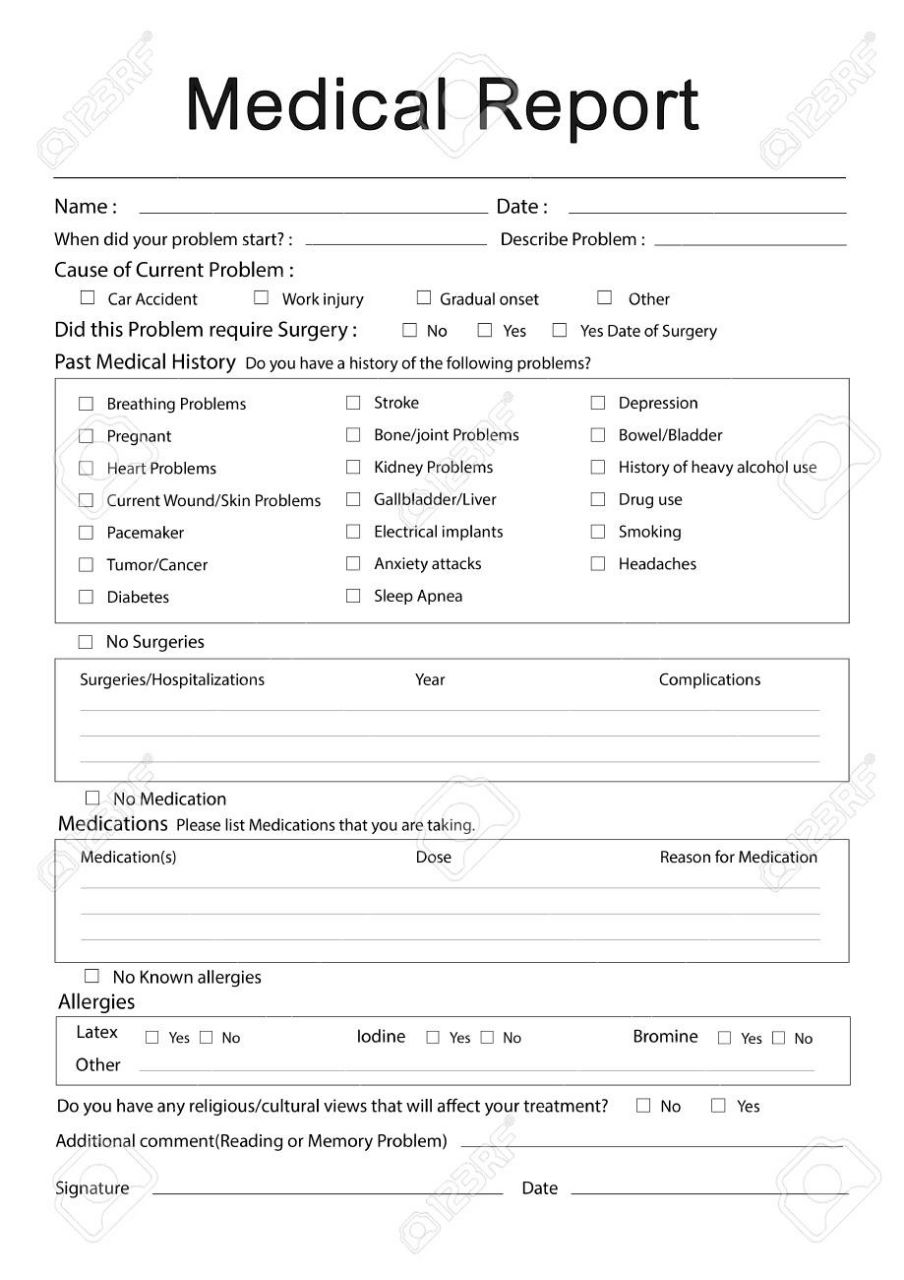 Medical Report
Name : Date :
When did your problem start? : Describe Problem :
Cause of Current Problem :
Car Accident Work injury Gradual onset Other
Did this Problem require Surgery : No Yes Yes Date of Surgery
Past Medical History Do you have a history of the following problems?
Breathing Problems Stroke Depression
Pregnant Bone/joint Problems Bowel/Bladder
Heart Problems Kidney Problems History of heavy alcohol use
Current Wound/Skin Problems Gallbladder/Liver Drug use
Pacemaker Electrical implants Smoking
Tumor/Cancer Anxiety attacks Headaches
Diabetes Sleep Apnea
No Surgeries
Surgeries/Hospitalizations Year Complications
No Medication
Medications Please list Medications that you are taking.
Medication(s) Dose Reason for Medication
No Known allergies
Allergies
Latex Yes No Iodine Yes No Bromine Yes No
Other
Do you have any religious/cultural views that will affect your treatment? No Yes
Additional comment(Reading or Memory Problem)
Signature Date
123RF
123RF
123RF
123RF
123RF
123RF